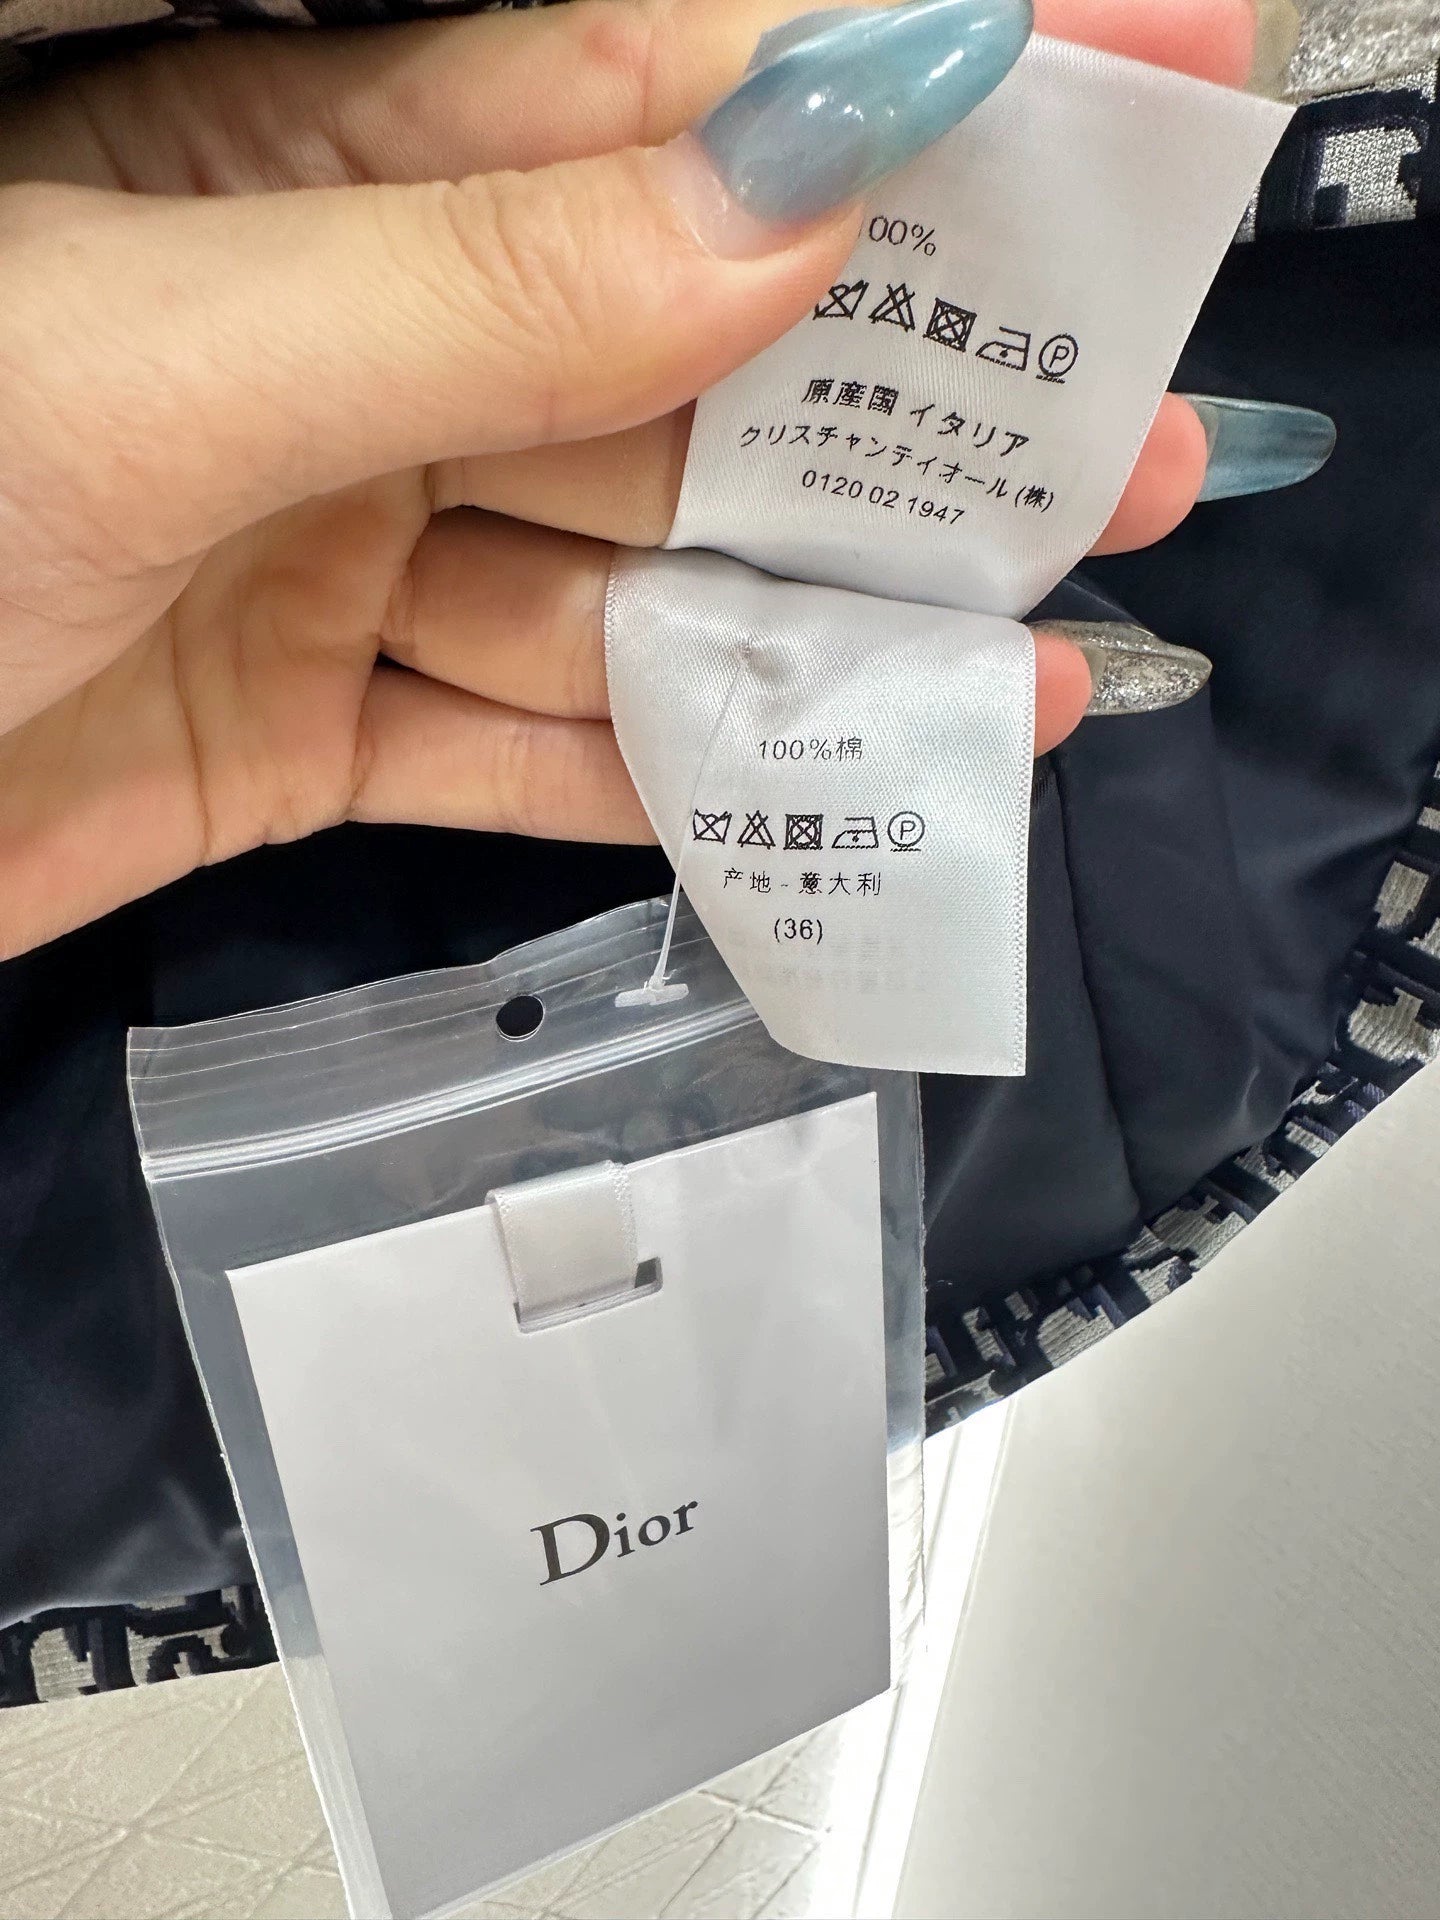 00%
原産国 イタリア
クリスチャンディオール (株)
0120 02 1947
100%棉
P
产地 - 意大利
(36)
Dior